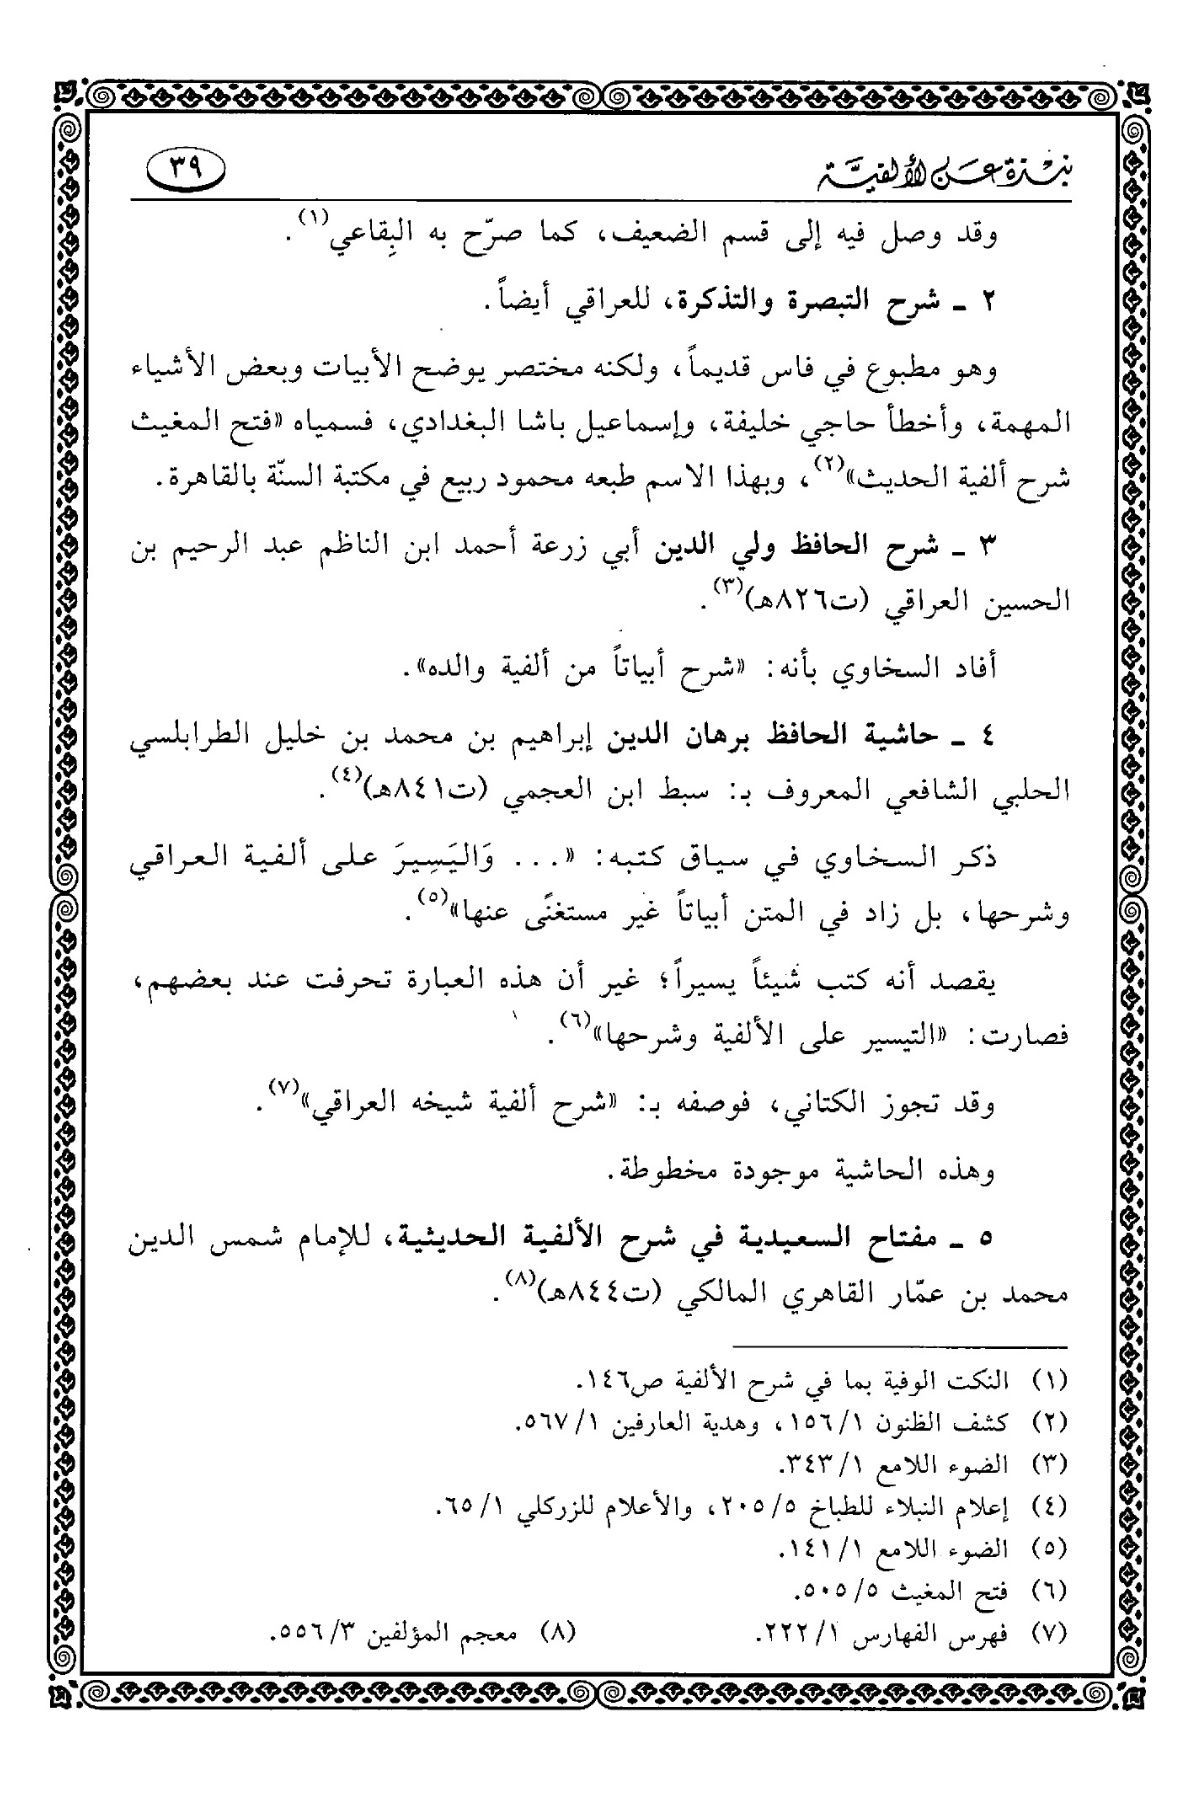 نبذة عن الألفية
٣٩
وقد وصل فيه إلى قسم الضعيف، كما صرّح به البِقاعي(١).
٢ ـ شرح التبصرة والتذكرة، للعراقي أيضاً.
وهو مطبوع في فاس قديماً، ولكنه مختصر يوضح الأبيات وبعض الأشياء
المهمة، وأخطأ حاجي خليفة، وإسماعيل باشا البغدادي، فسمياه «فتح المغيث
شرح ألفية الحديث»(٢)، وبهذا الاسم طبعه محمود ربيع في مكتبة السنّة بالقاهرة.
٣ ـ شرح الحافظ ولي الدين أبي زرعة أحمد ابن الناظم عبد الرحيم بن
الحسين العراقي (ت٨٢٦هـ)(٣).
أفاد السخاوي بأنه: «شرح أبياتاً من ألفية والده».
٤ ـ حاشية الحافظ برهان الدين إبراهيم بن محمد بن خليل الطرابلسي
الحلبي الشافعي المعروف بـ: سبط ابن العجمي (ت٨٤١هـ)(٤).
ذكر السخاوي في سياق كتبه: «... وَاليَسِيرَ على ألفية العراقي
وشرحها، بل زاد في المتن أبياتاً غير مستغنًى عنها»(٥).
يقصد أنه كتب شيئاً يسيراً؛ غير أن هذه العبارة تحرفت عند بعضهم،
فصارت: «التيسير على الألفية وشرحها»(٦).
وقد تجوز الكتاني، فوصفه بـ: «شرح ألفية شيخه العراقي»(٧).
وهذه الحاشية موجودة مخطوطة.
٥ ـ مفتاح السعيدية في شرح الألفية الحديثية، للإمام شمس الدين
محمد بن عمّار القاهري المالكي (ت٨٤٤هـ)(٨).
(١) النكت الوفية بما في شرح الألفية ص١٤٦.
(٢) كشف الظنون ١/ ١٥٦، وهدية العارفين ١/ ٥٦٧.
(٣) الضوء اللامع ١/ ٣٤٣.
(٤) إعلام النبلاء للطباخ ٥/ ٢٠٥، والأعلام للزركلي ١/ ٦٥.
(٥) الضوء اللامع ١/ ١٤١.
(٦) فتح المغيث ٥/ ٥٠٥.
(٧) فهرس الفهارس ١/ ٢٢٢. (٨) معجم المؤلفين ٣/ ٥٥٦.